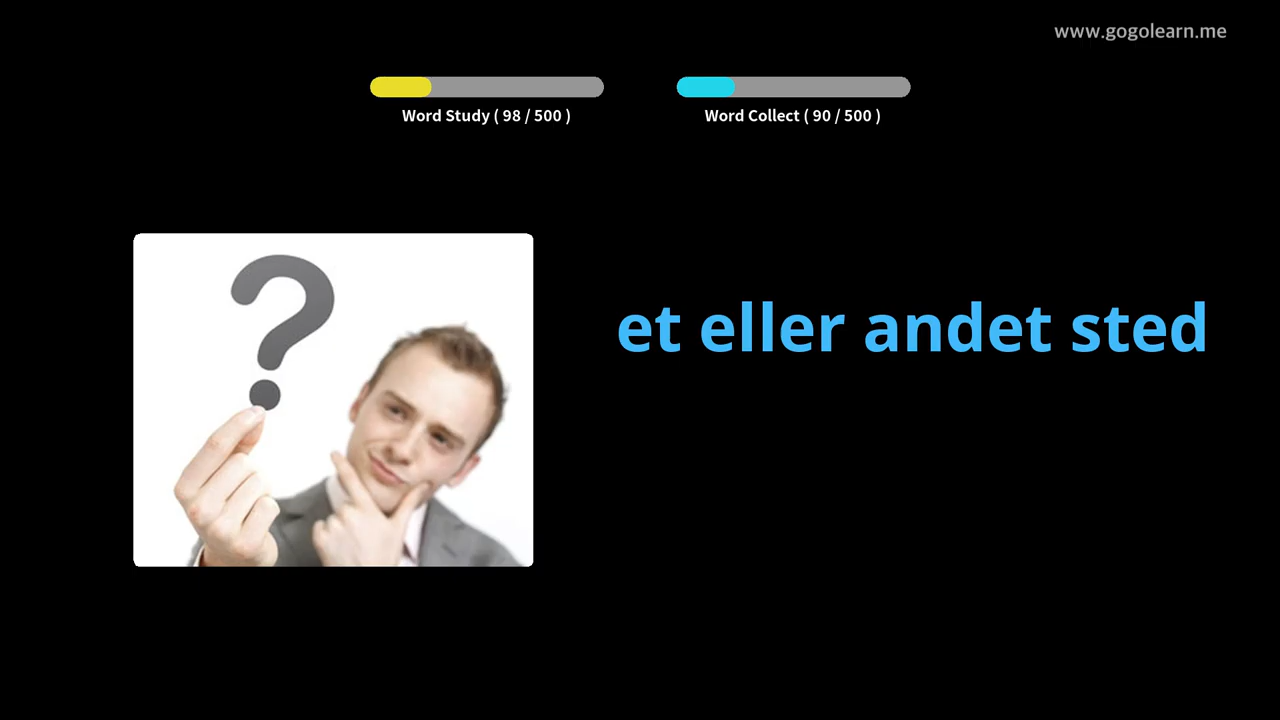 www.gogolearn.me
Word Study ( 98 / 500 )
Word Collect ( 90 / 500 )
?
et eller andet sted